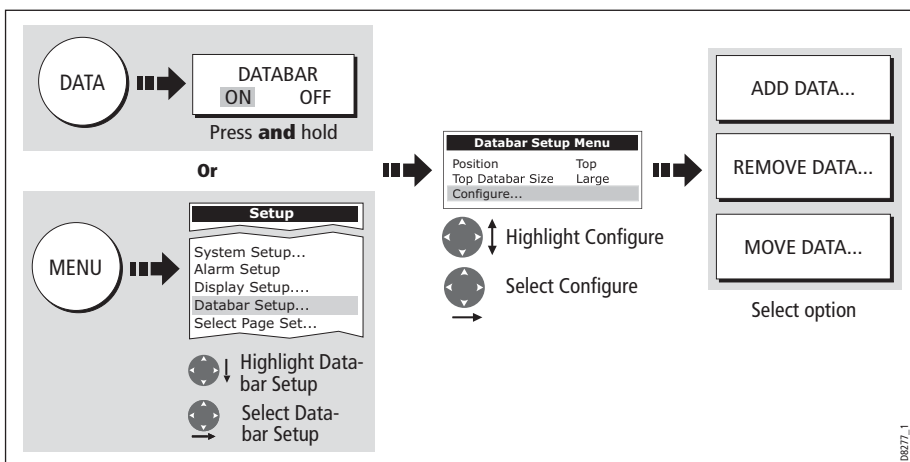 DATA
DATABAR
ON OFF
Press and hold
Or
MENU
Setup
System Setup...
Alarm Setup
Display Setup....
Databar Setup...
Select Page Set...
Highlight Data-
bar Setup
Select Data-
bar Setup
Databar Setup Menu
Position Top
Top Databar Size Large
Configure...
Highlight Configure
Select Configure
ADD DATA...
REMOVE DATA...
MOVE DATA...
Select option
D8277_1